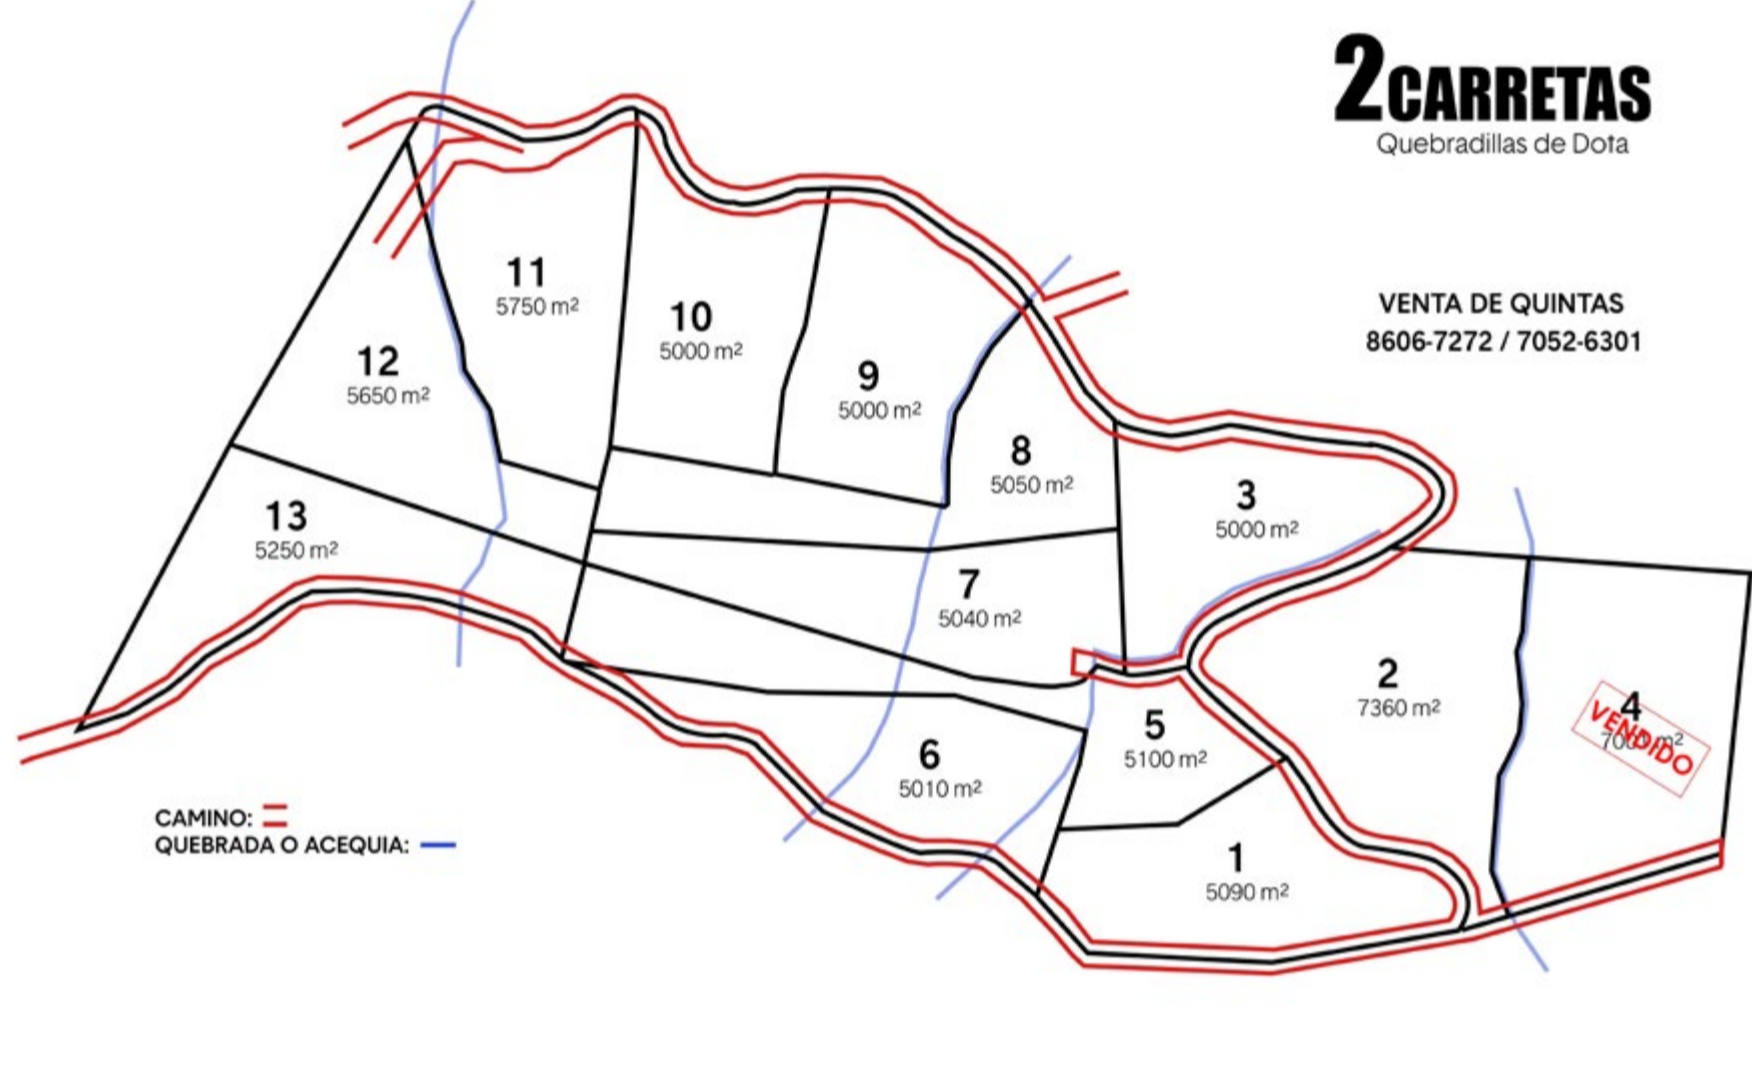 2CARRETAS
Quebradillas de Dota
VENTA DE QUINTAS
8606-7272 / 7052-6301
11
5750 m²
10
5000 m²
12
5650 m²
9
5000 m²
8
5050 m²
3
5000 m²
13
5250 m²
7
5040 m²
2
7360 m²
4
VENDIDO
5
5100 m²
6
5010 m²
1
5090 m²
CAMINO:
QUEBRADA O ACEQUIA: